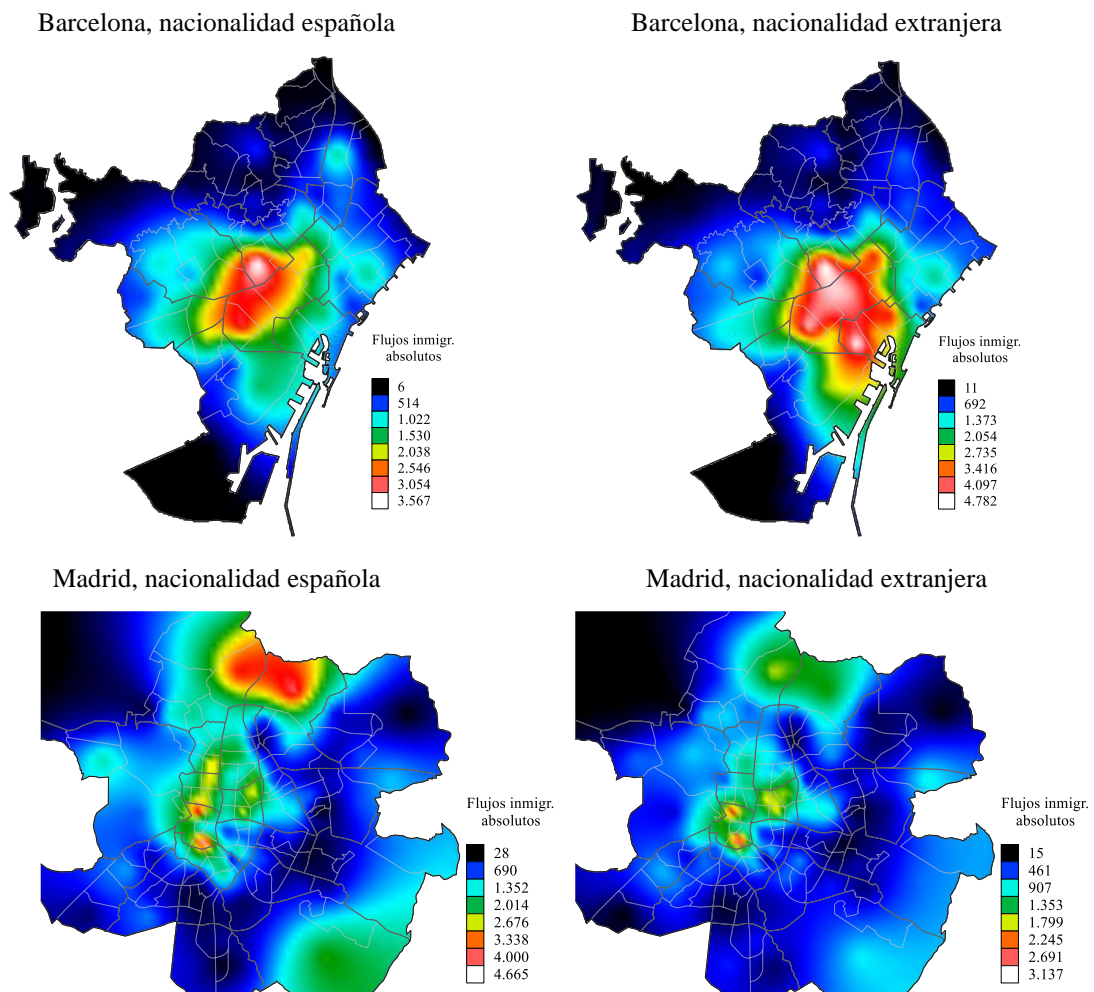 Barcelona, nacionalidad española
Barcelona, nacionalidad extranjera
Flujos inmigr.
absolutos
6
514
1.022
1.530
2.038
2.546
3.054
3.567
Flujos inmigr.
absolutos
11
692
1.373
2.054
2.735
3.416
4.097
4.782
Madrid, nacionalidad española
Madrid, nacionalidad extranjera
Flujos inmigr.
absolutos
28
690
1.352
2.014
2.676
3.338
4.000
4.665
Flujos inmigr.
absolutos
15
461
907
1.353
1.799
2.245
2.691
3.137